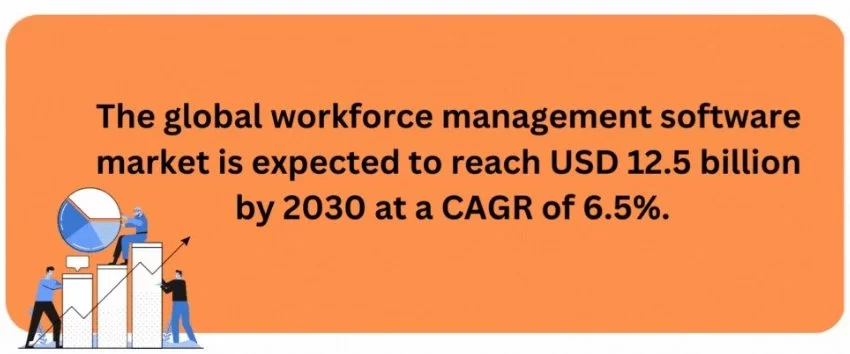 The global workforce management software
market is expected to reach USD 12.5 billion
by 2030 at a CAGR of 6.5%.